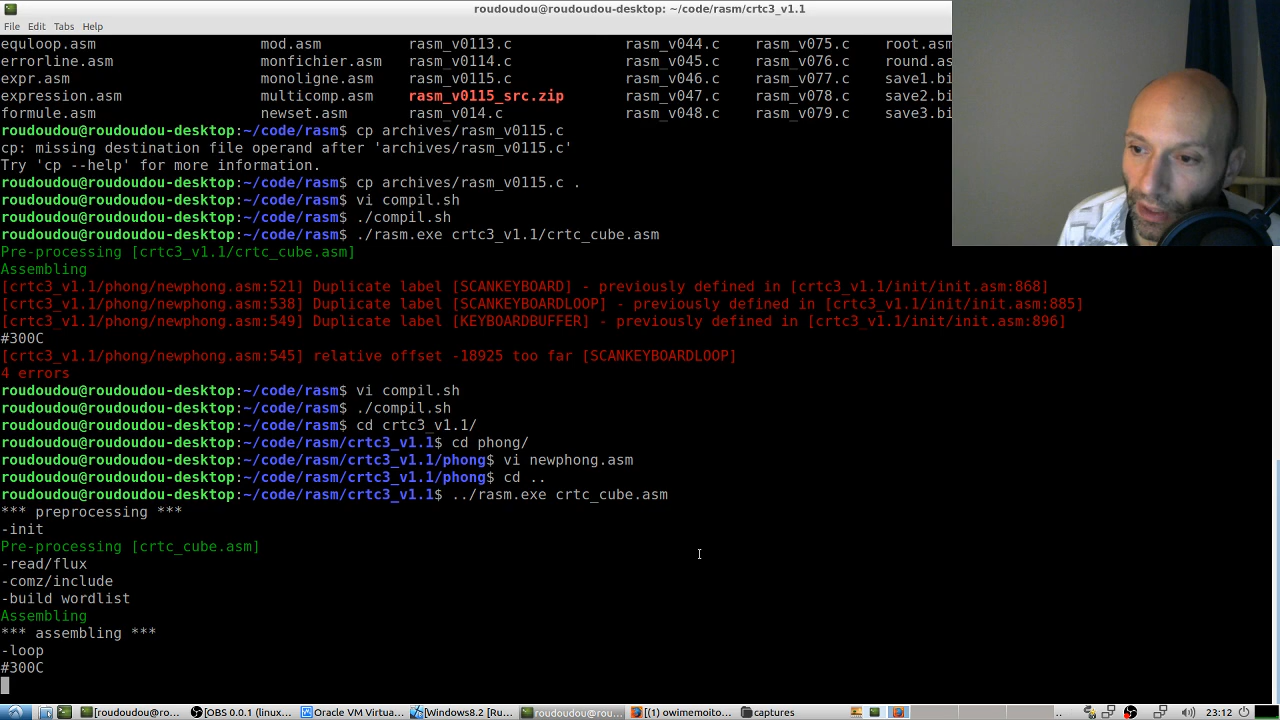 roudoudou@roudoudou-desktop: ~/code/rasm/crtc3_v1.1
File Edit Tabs Help
equloop.asm mod.asm rasm_v0113.c rasm_v044.c rasm_v075.c root.asm
errorline.asm monfichier.asm rasm_v0114.c rasm_v045.c rasm_v076.c round.as
expr.asm monoligne.asm rasm_v0115.c rasm_v046.c rasm_v077.c save1.bi
expression.asm multicomp.asm rasm_v0115_src.zip rasm_v047.c rasm_v078.c save2.bi
formule.asm newset.asm rasm_v014.c rasm_v048.c rasm_v079.c save3.bi
roudoudou@roudoudou-desktop:~/code/rasm$ cp archives/rasm_v0115.c
cp: missing destination file operand after 'archives/rasm_v0115.c'
Try 'cp --help' for more information.
roudoudou@roudoudou-desktop:~/code/rasm$ cp archives/rasm_v0115.c .
roudoudou@roudoudou-desktop:~/code/rasm$ vi compil.sh
roudoudou@roudoudou-desktop:~/code/rasm$ ./compil.sh
roudoudou@roudoudou-desktop:~/code/rasm$ ./rasm.exe crtc3_v1.1/crtc_cube.asm
Pre-processing [crtc3_v1.1/crtc_cube.asm]
Assembling
[crtc3_v1.1/phong/newphong.asm:521] Duplicate label [SCANKEYBOARD] - previously defined in [crtc3_v1.1/init/init.asm:868]
[crtc3_v1.1/phong/newphong.asm:538] Duplicate label [SCANKEYBOARDLOOP] - previously defined in [crtc3_v1.1/init/init.asm:885]
[crtc3_v1.1/phong/newphong.asm:549] Duplicate label [KEYBOARDBUFFER] - previously defined in [crtc3_v1.1/init/init.asm:896]
#300C
[crtc3_v1.1/phong/newphong.asm:545] relative offset -18925 too far [SCANKEYBOARDLOOP]
4 errors
roudoudou@roudoudou-desktop:~/code/rasm$ vi compil.sh
roudoudou@roudoudou-desktop:~/code/rasm$ ./compil.sh
roudoudou@roudoudou-desktop:~/code/rasm$ cd crtc3_v1.1/
roudoudou@roudoudou-desktop:~/code/rasm/crtc3_v1.1$ cd phong/
roudoudou@roudoudou-desktop:~/code/rasm/crtc3_v1.1/phong$ vi newphong.asm
roudoudou@roudoudou-desktop:~/code/rasm/crtc3_v1.1/phong$ cd ..
roudoudou@roudoudou-desktop:~/code/rasm/crtc3_v1.1$ ../rasm.exe crtc_cube.asm
*** preprocessing ***
-init
Pre-processing [crtc_cube.asm]
-read/flux
-comz/include
-build wordlist
Assembling
*** assembling ***
-loop
#300C
[roudoudou@ro... [OBS 0.0.1 (linux... Oracle VM Virtua... [Windows8.2 [Ru... roudoudou@rou... [(1) owimemoito... captures .. 23:12